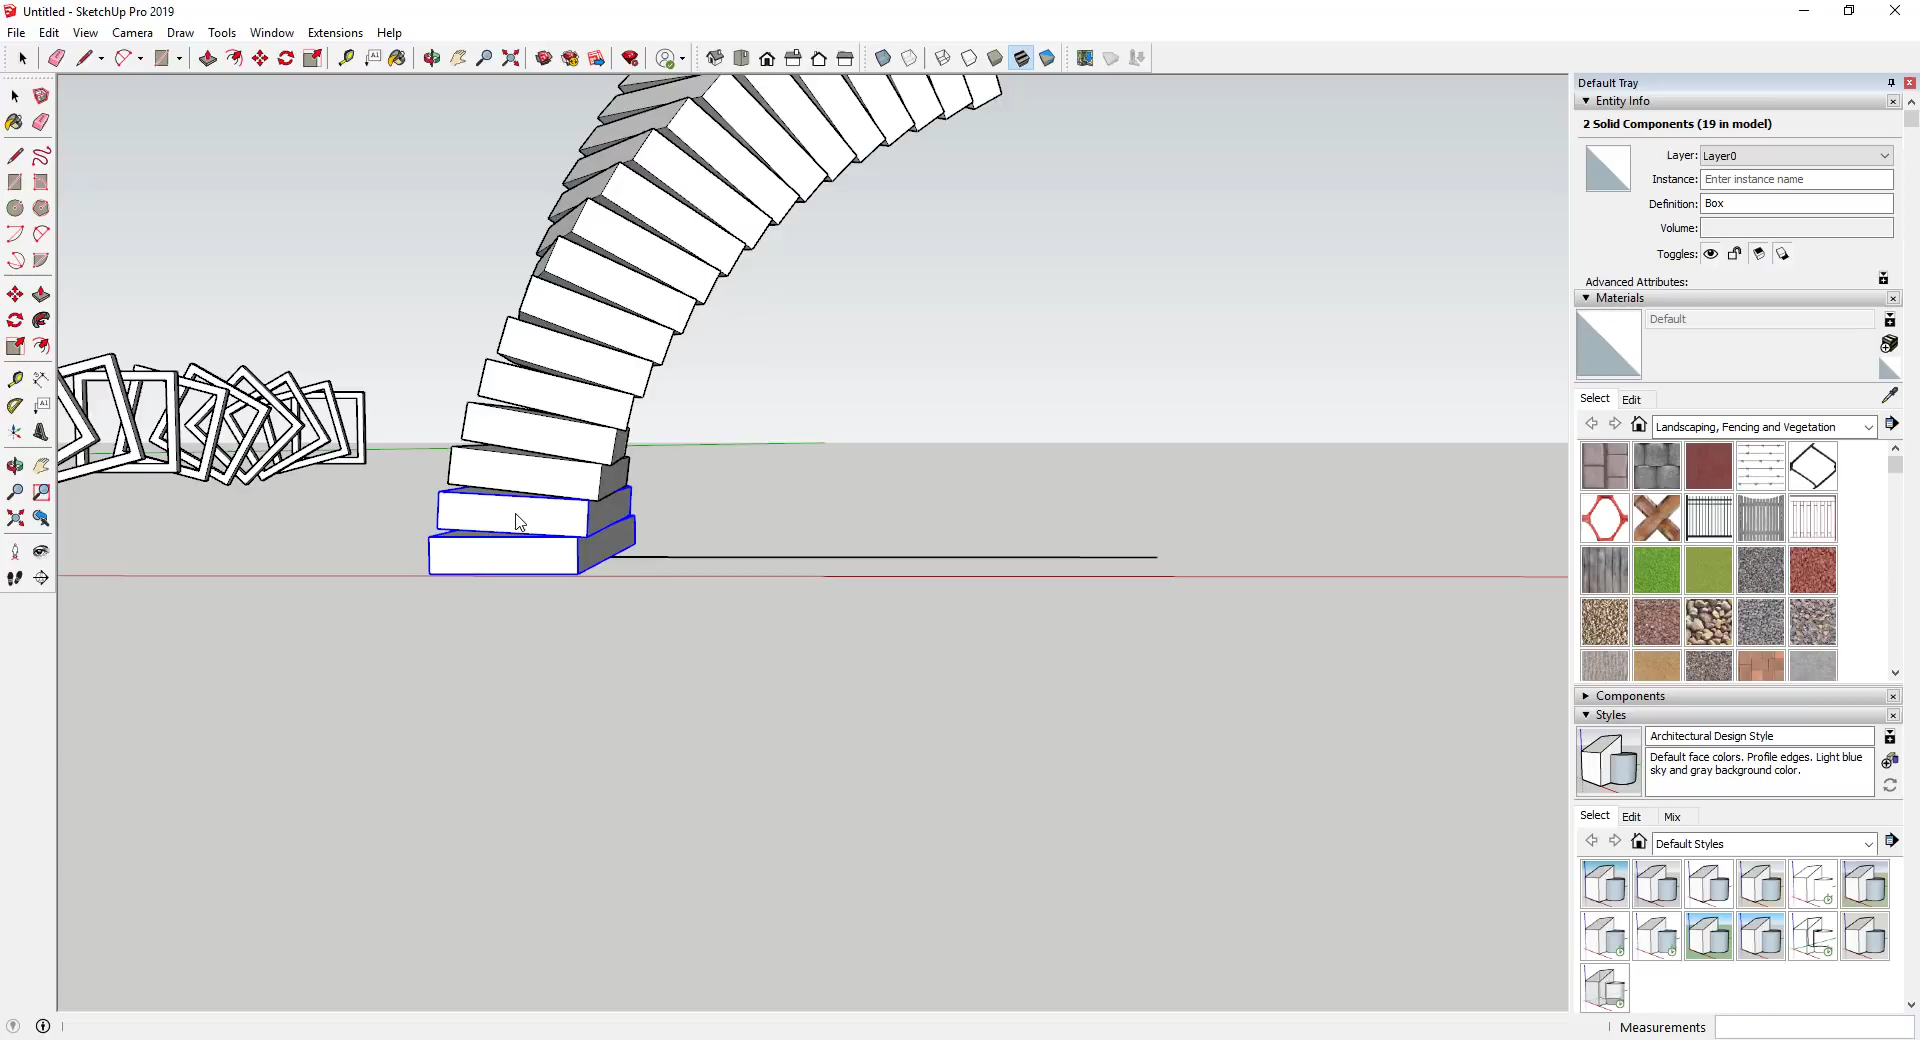 Untitled - SketchUp Pro 2019
File Edit View Camera Draw Tools Window Extensions Help
Default Tray
Entity Info
2 Solid Components (19 in model)
Layer: Layer0
Instance: Enter instance name
Definition: Box
Volume:
Toggles:
Advanced Attributes:
Materials
Default
Select Edit
Landscaping, Fencing and Vegetation
Components
Styles
Architectural Design Style
Default face colors. Profile edges. Light blue
sky and gray background color.
Select Edit Mix
Default Styles
Measurements